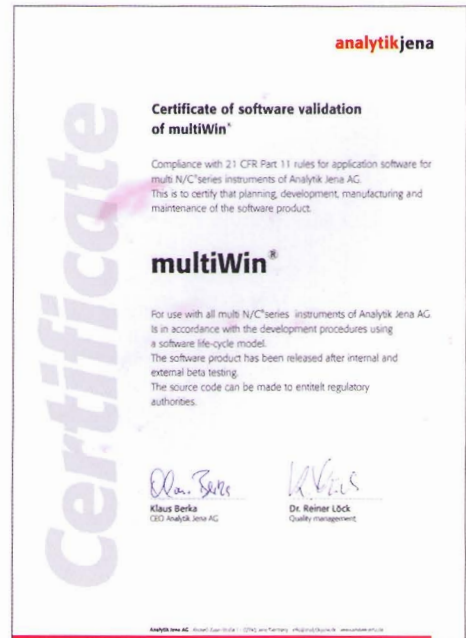 analytikjena
Certificate
Certificate of software validation
of multiWin®
Compliance with 21 CFR Part 11 rules for application software for
multi N/C®series instruments of Analytik Jena AG.
This is to certify that planning, development, manufacturing and
maintenance of the software product.
multiWin®
For use with all multi N/C®series instruments of Analytik Jena AG
Is in accordance with the development procedures using
a software life-cycle model.
The software product has been released after internal and
external beta testing.
The source code can be made to entitelt regulatory
authorities.
Klaus Berka
CEO Analytik Jena AG
Dr. Reiner Löck
Quality management
Analytik Jena AG